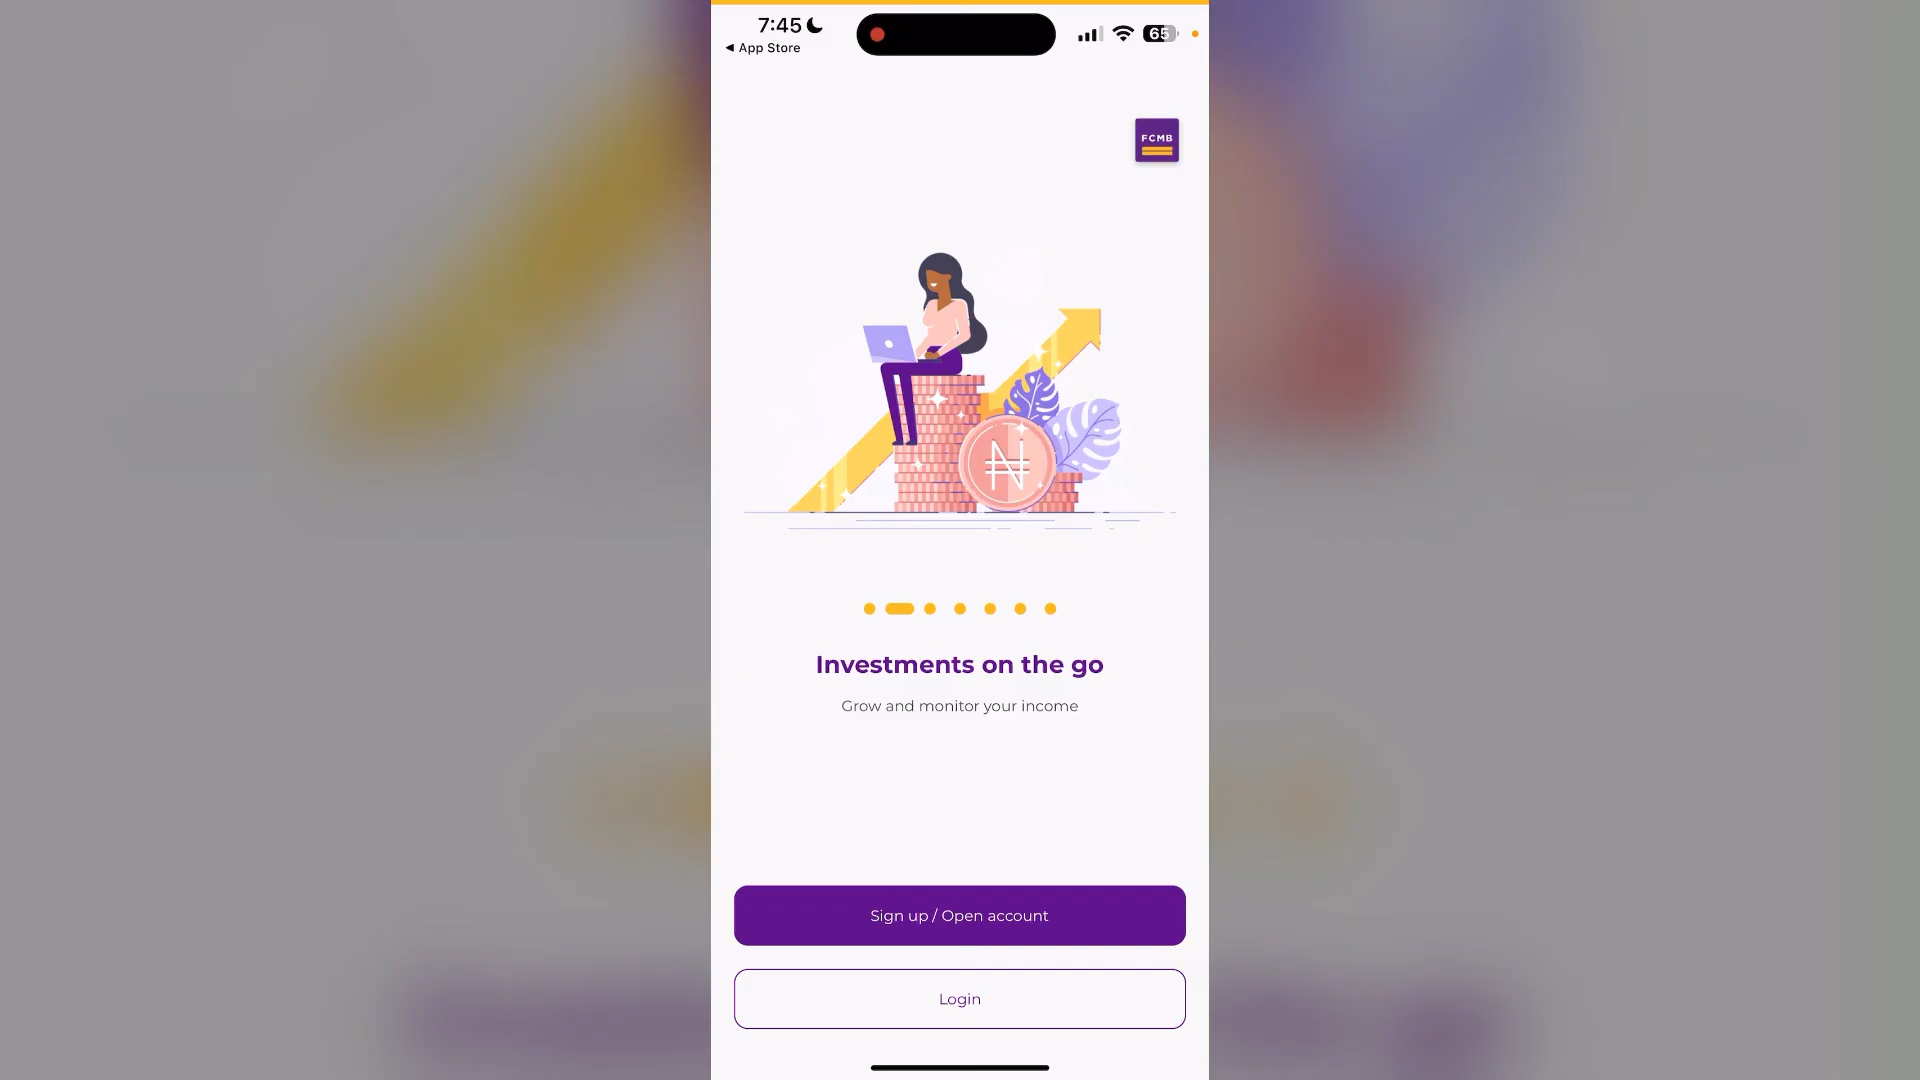 7:45
65
App Store
FCMB
₦
Investments on the go
Grow and monitor your income
Sign up / Open account
Login